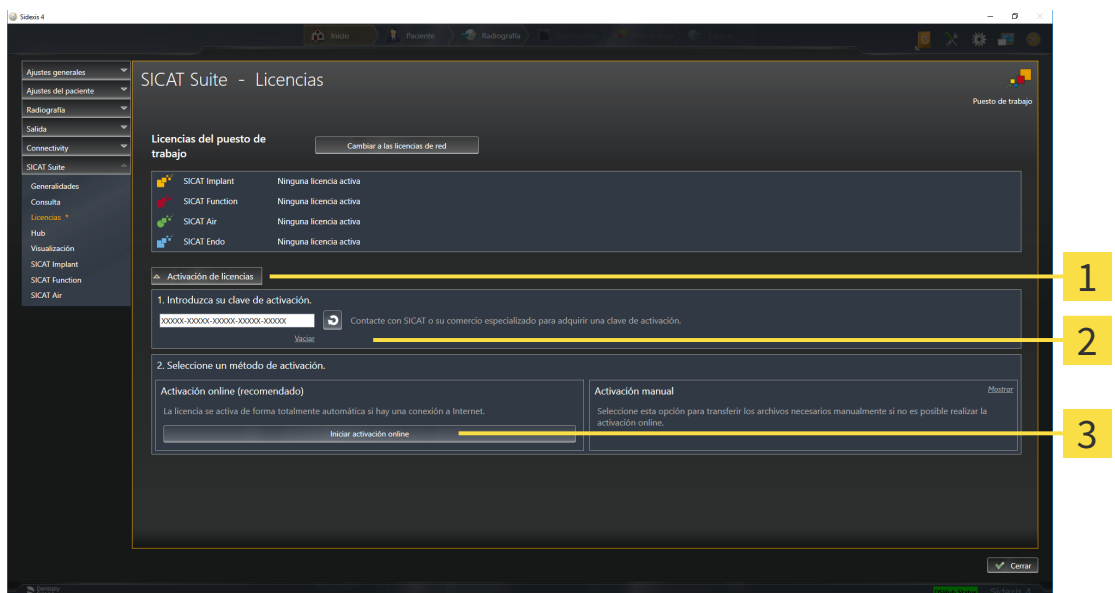 Sidexis 4
Inicio
Paciente
Radiografía
Ajustes generales
Ajustes del paciente
Radiografía
Salida
Connectivity
SICAT Suite
Generalidades
Consulta
Licencias *
Hub
Visualización
SICAT Implant
SICAT Function
SICAT Air
SICAT Suite - Licencias
Puesto de trabajo
Licencias del puesto de
trabajo
Cambiar a las licencias de red
SICAT Implant Ninguna licencia activa
SICAT Function Ninguna licencia activa
SICAT Air Ninguna licencia activa
SICAT Endo Ninguna licencia activa
Activación de licencias
1
1. Introduzca su clave de activación.
XXXXX-XXXXX-XXXXX-XXXXX-XXXXX
Contacte con SICAT o su comercio especializado para adquirir una clave de activación.
Vaciar
2
2. Seleccione un método de activación.
Activación online (recomendado)
La licencia se activa de forma totalmente automática si hay una conexión a Internet.
Iniciar activación online
Activación manual
Mostrar
Seleccione esta opción para transferir los archivos necesarios manualmente si no es posible realizar la
activación online.
3
Cerrar
Dentsply
Sidexis 4